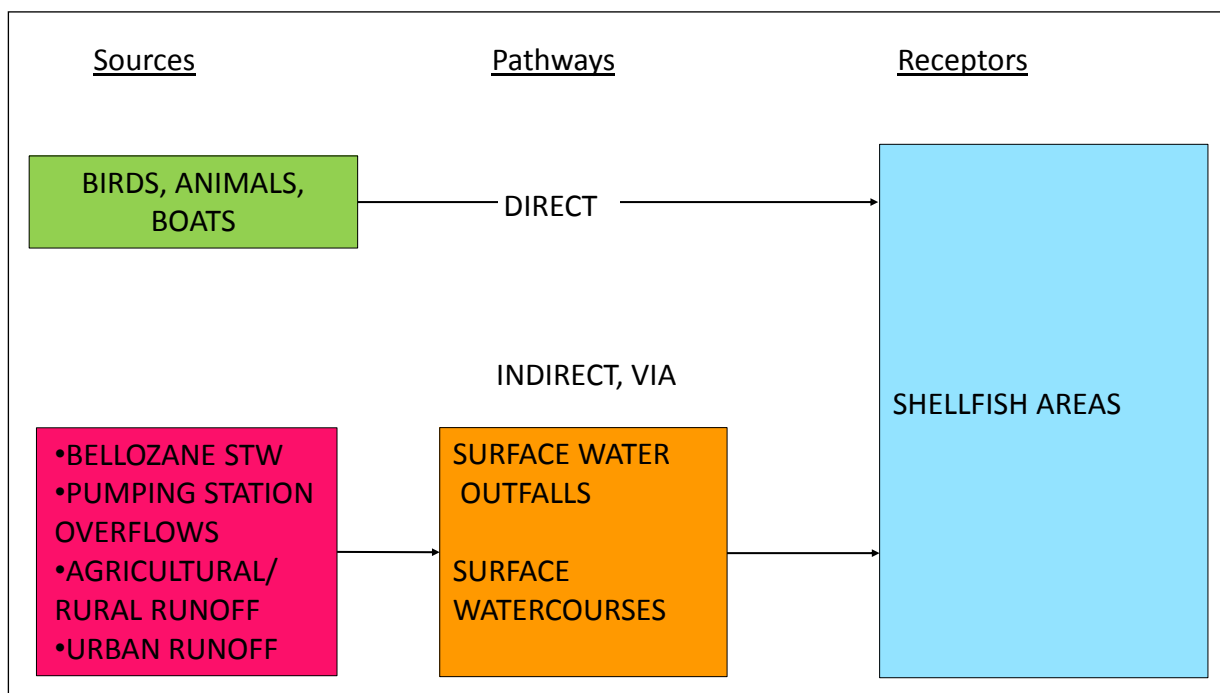 Sources
Pathways
Receptors
BIRDS, ANIMALS,
BOATS
DIRECT
INDIRECT, VIA
SHELLFISH AREAS
•BELLOZANE STW
•PUMPING STATION
OVERFLOWS
•AGRICULTURAL/
RURAL RUNOFF
•URBAN RUNOFF
SURFACE WATER
OUTFALLS
SURFACE
WATERCOURSES